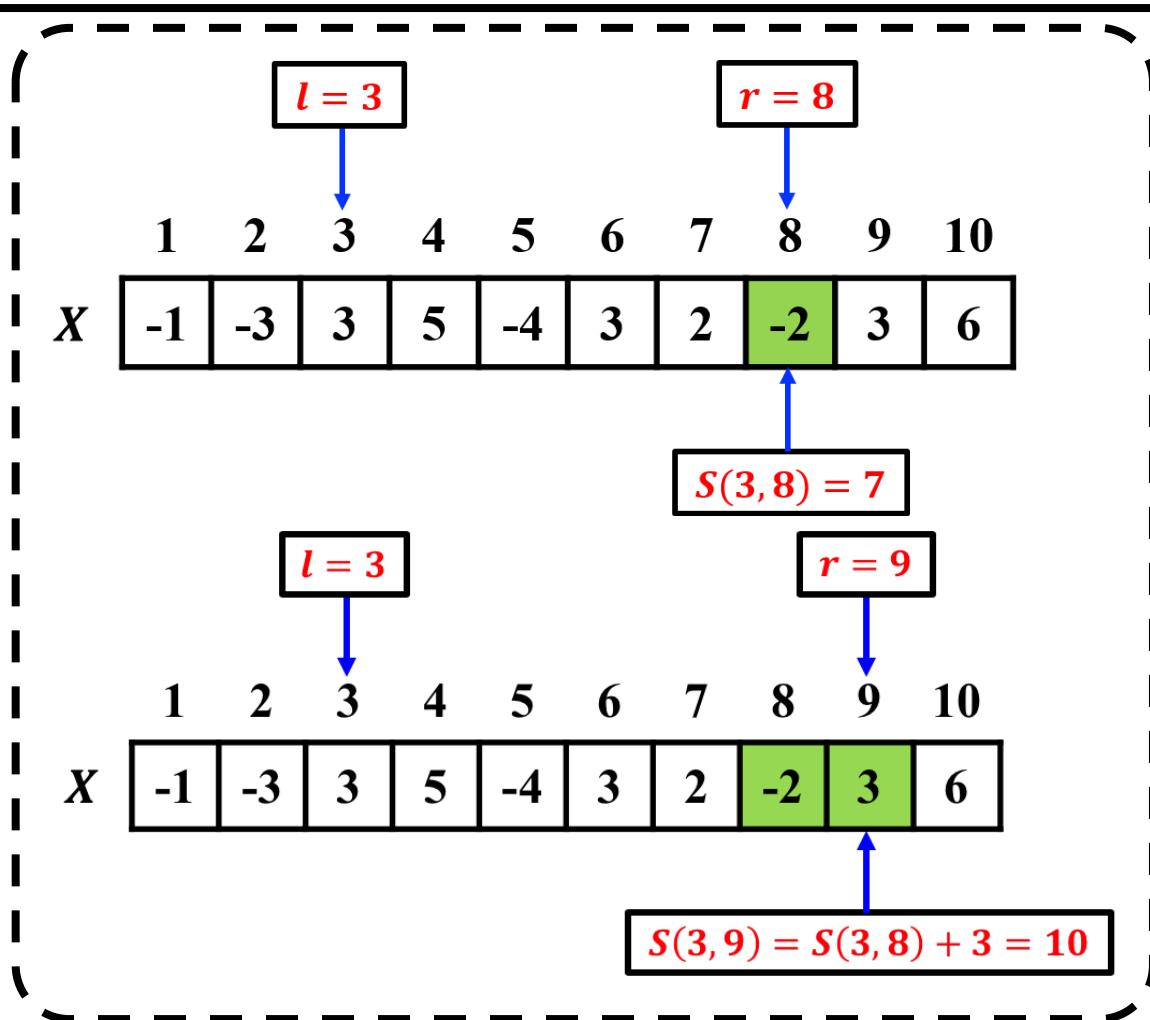 l = 3 r = 8
1 2 3 4 5 6 7 8 9 10
X -1 -3 3 5 -4 3 2 -2 3 6
S(3, 8) = 7
l = 3 r = 9
1 2 3 4 5 6 7 8 9 10
X -1 -3 3 5 -4 3 2 -2 3 6
S(3, 9) = S(3, 8) + 3 = 10